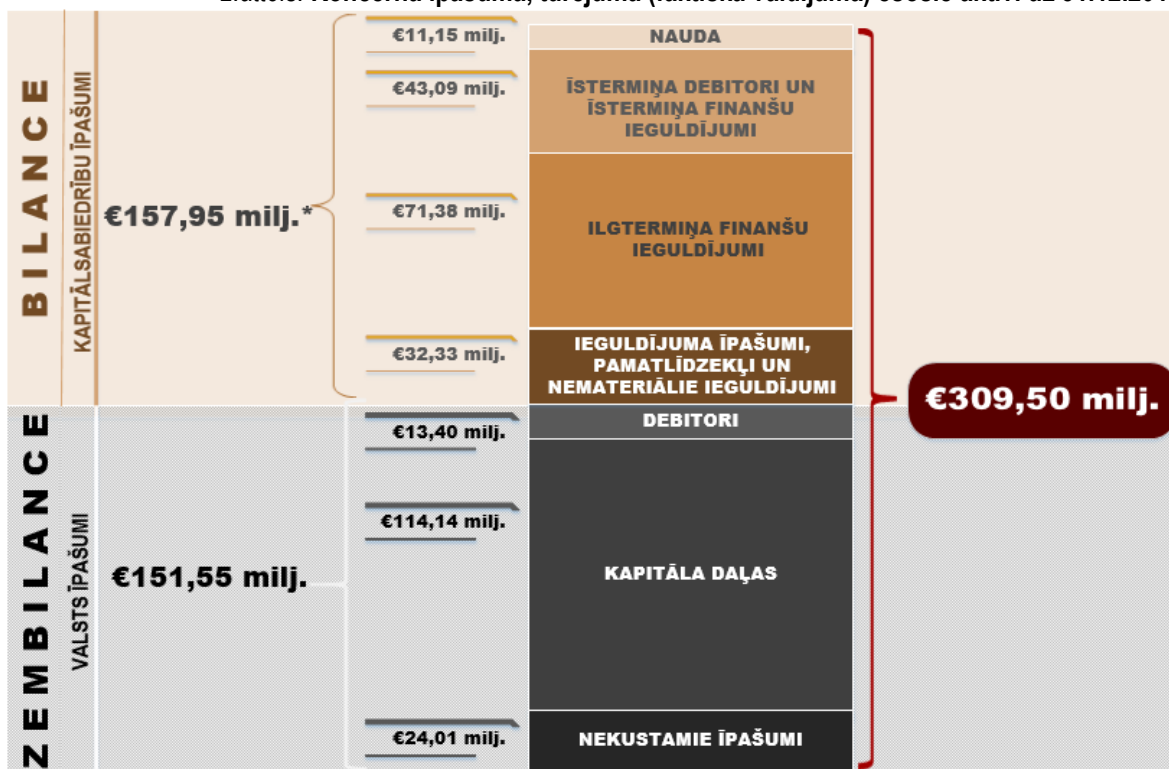 BILANCE
KAPITĀLSABIEDRĪBU ĪPAŠUMI
€157,95 milj.*
€11,15 milj.
NAUDA
€43,09 milj.
ĪSTERMIŅA DEBITORI UN
ĪSTERMIŅA FINANŠU
IEGULDĪJUMI
€71,38 milj.
ILGTERMIŅA FINANŠU
IEGULDĪJUMI
€32,33 milj.
IEGULDĪJUMA ĪPAŠUMI,
PAMATLĪDZEKĻI UN
NEMATERIĀLIE IEGULDĪJUMI
€309,50 milj.
ZEMBILANCE
VALSTS ĪPAŠUMI
€151,55 milj.
€13,40 milj.
DEBITORI
€114,14 milj.
KAPITĀLA DAĻAS
€24,01 milj.
NEKUSTAMIE ĪPAŠUMI